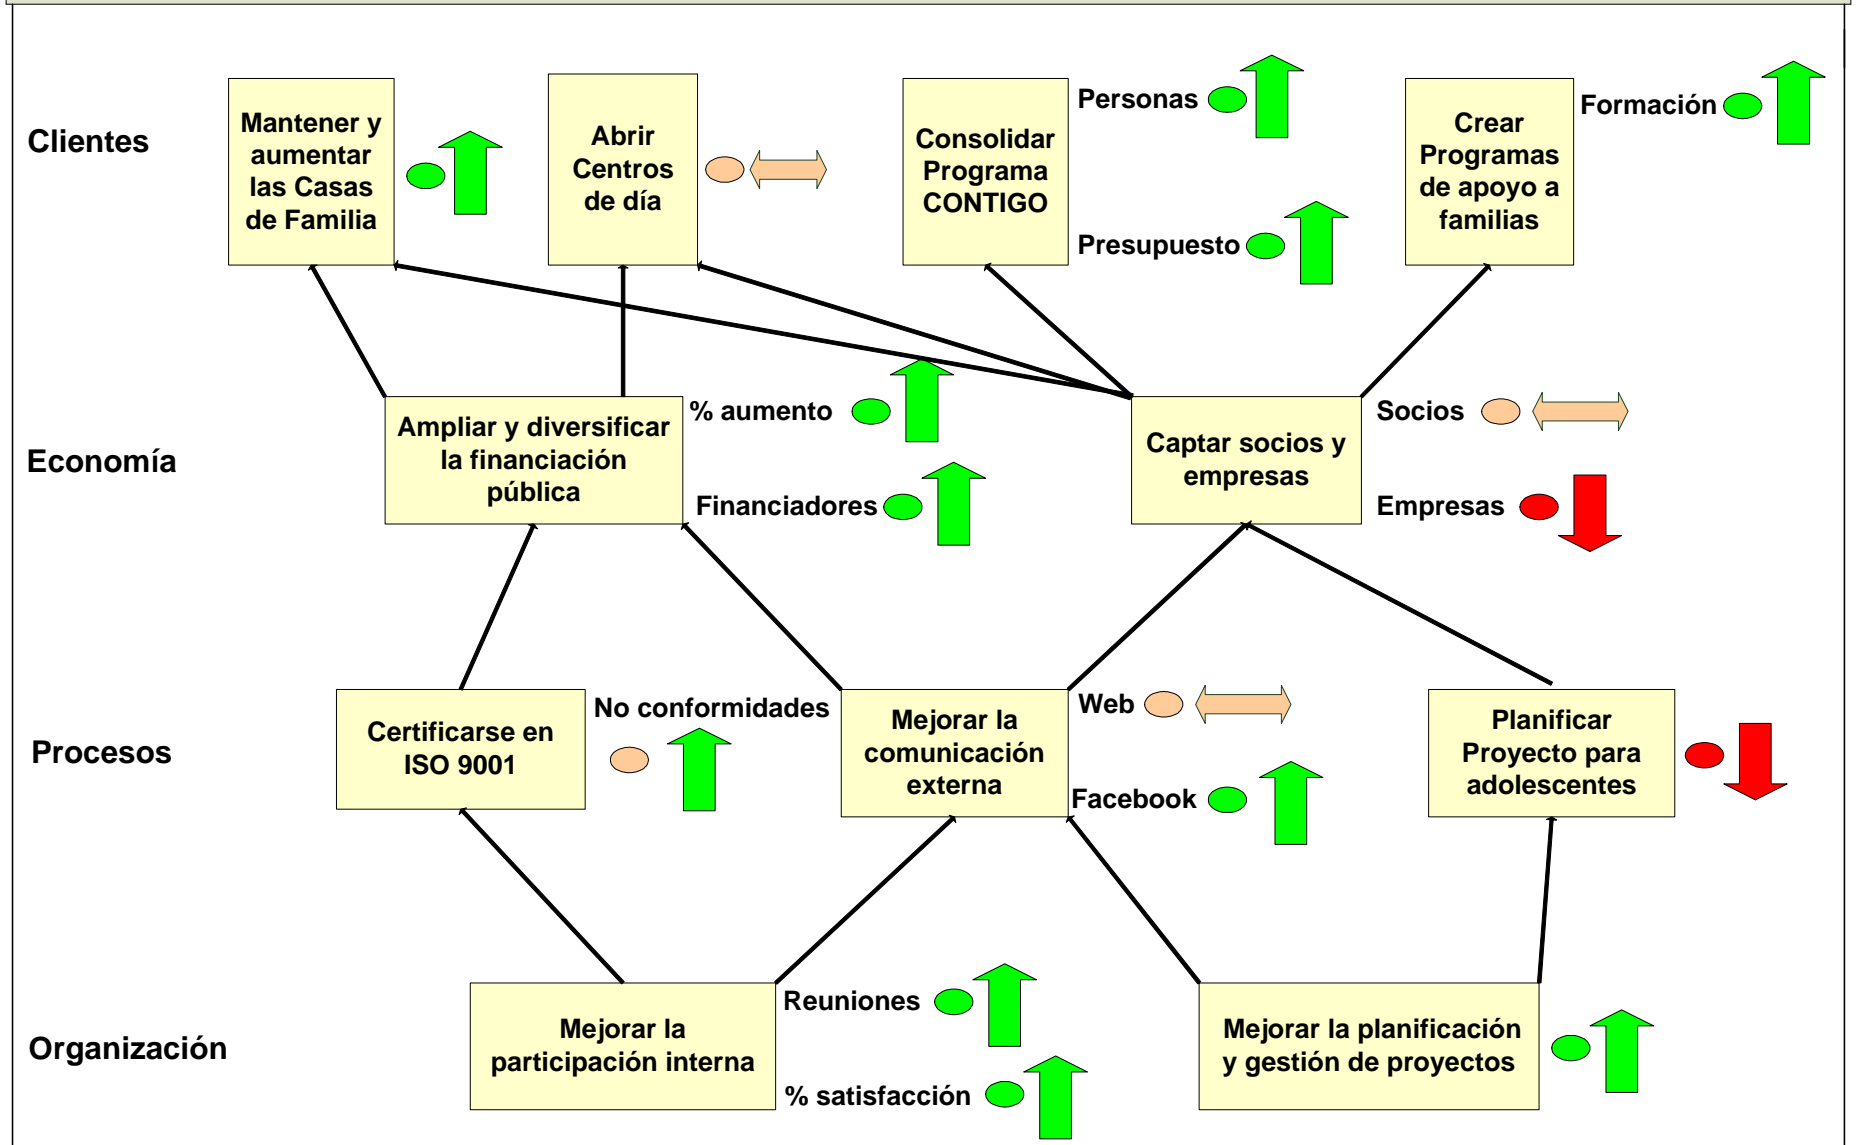 Clientes
Mantener y
aumentar
las Casas
de Familia
Abrir
Centros
de día
Consolidar
Programa
CONTIGO
Personas
Presupuesto
Crear
Programas
de apoyo a
familias
Formación
Economía
Ampliar y diversificar
la financiación
pública
% aumento
Financiadores
Captar socios y
empresas
Socios
Empresas
Procesos
Certificarse en
ISO 9001
No conformidades
Mejorar la
comunicación
externa
Web
Facebook
Planificar
Proyecto para
adolescentes
Organización
Mejorar la
participación interna
Reuniones
% satisfacción
Mejorar la planificación
y gestión de proyectos